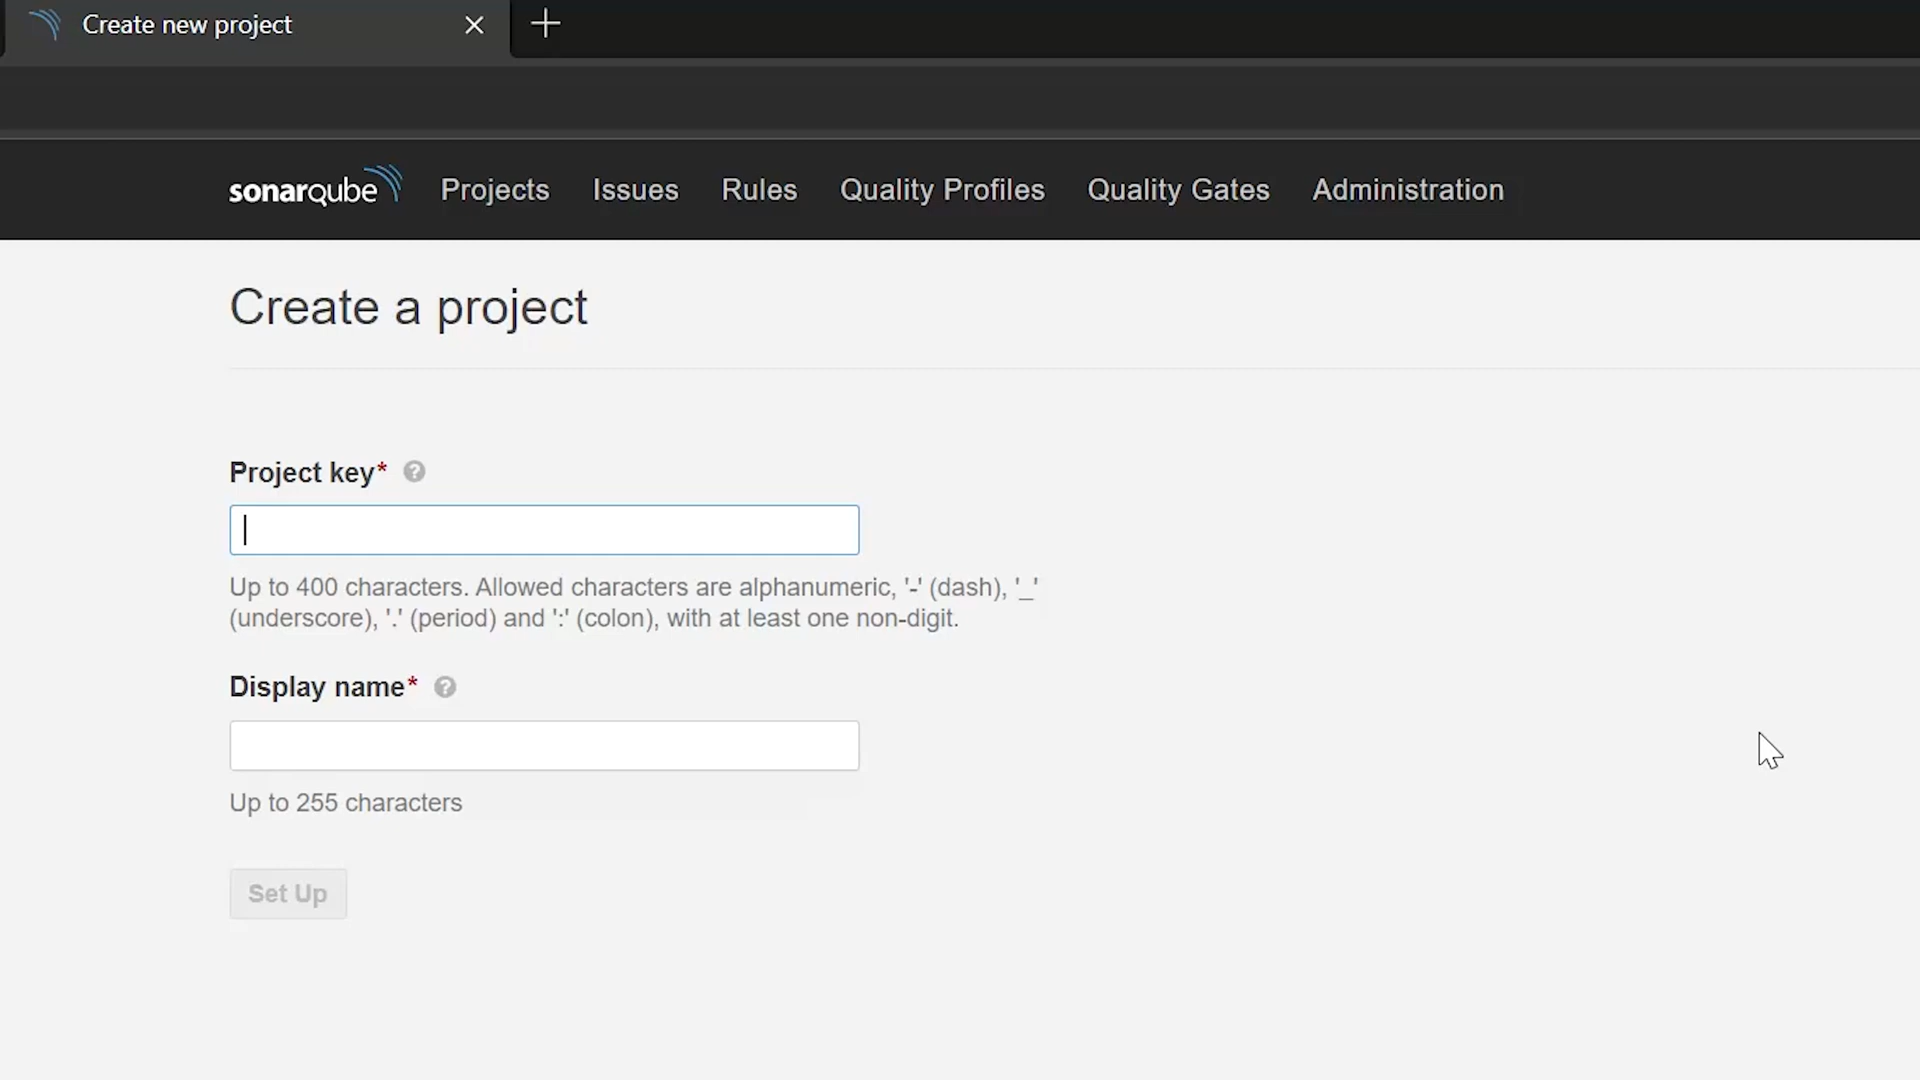 Create new project
sonarqube Projects Issues Rules Quality Profiles Quality Gates Administration
Create a project
Project key* ?
Up to 400 characters. Allowed characters are alphanumeric, '-' (dash), '_'
(underscore), '.' (period) and ':' (colon), with at least one non-digit.
Display name* ?
Up to 255 characters
Set Up